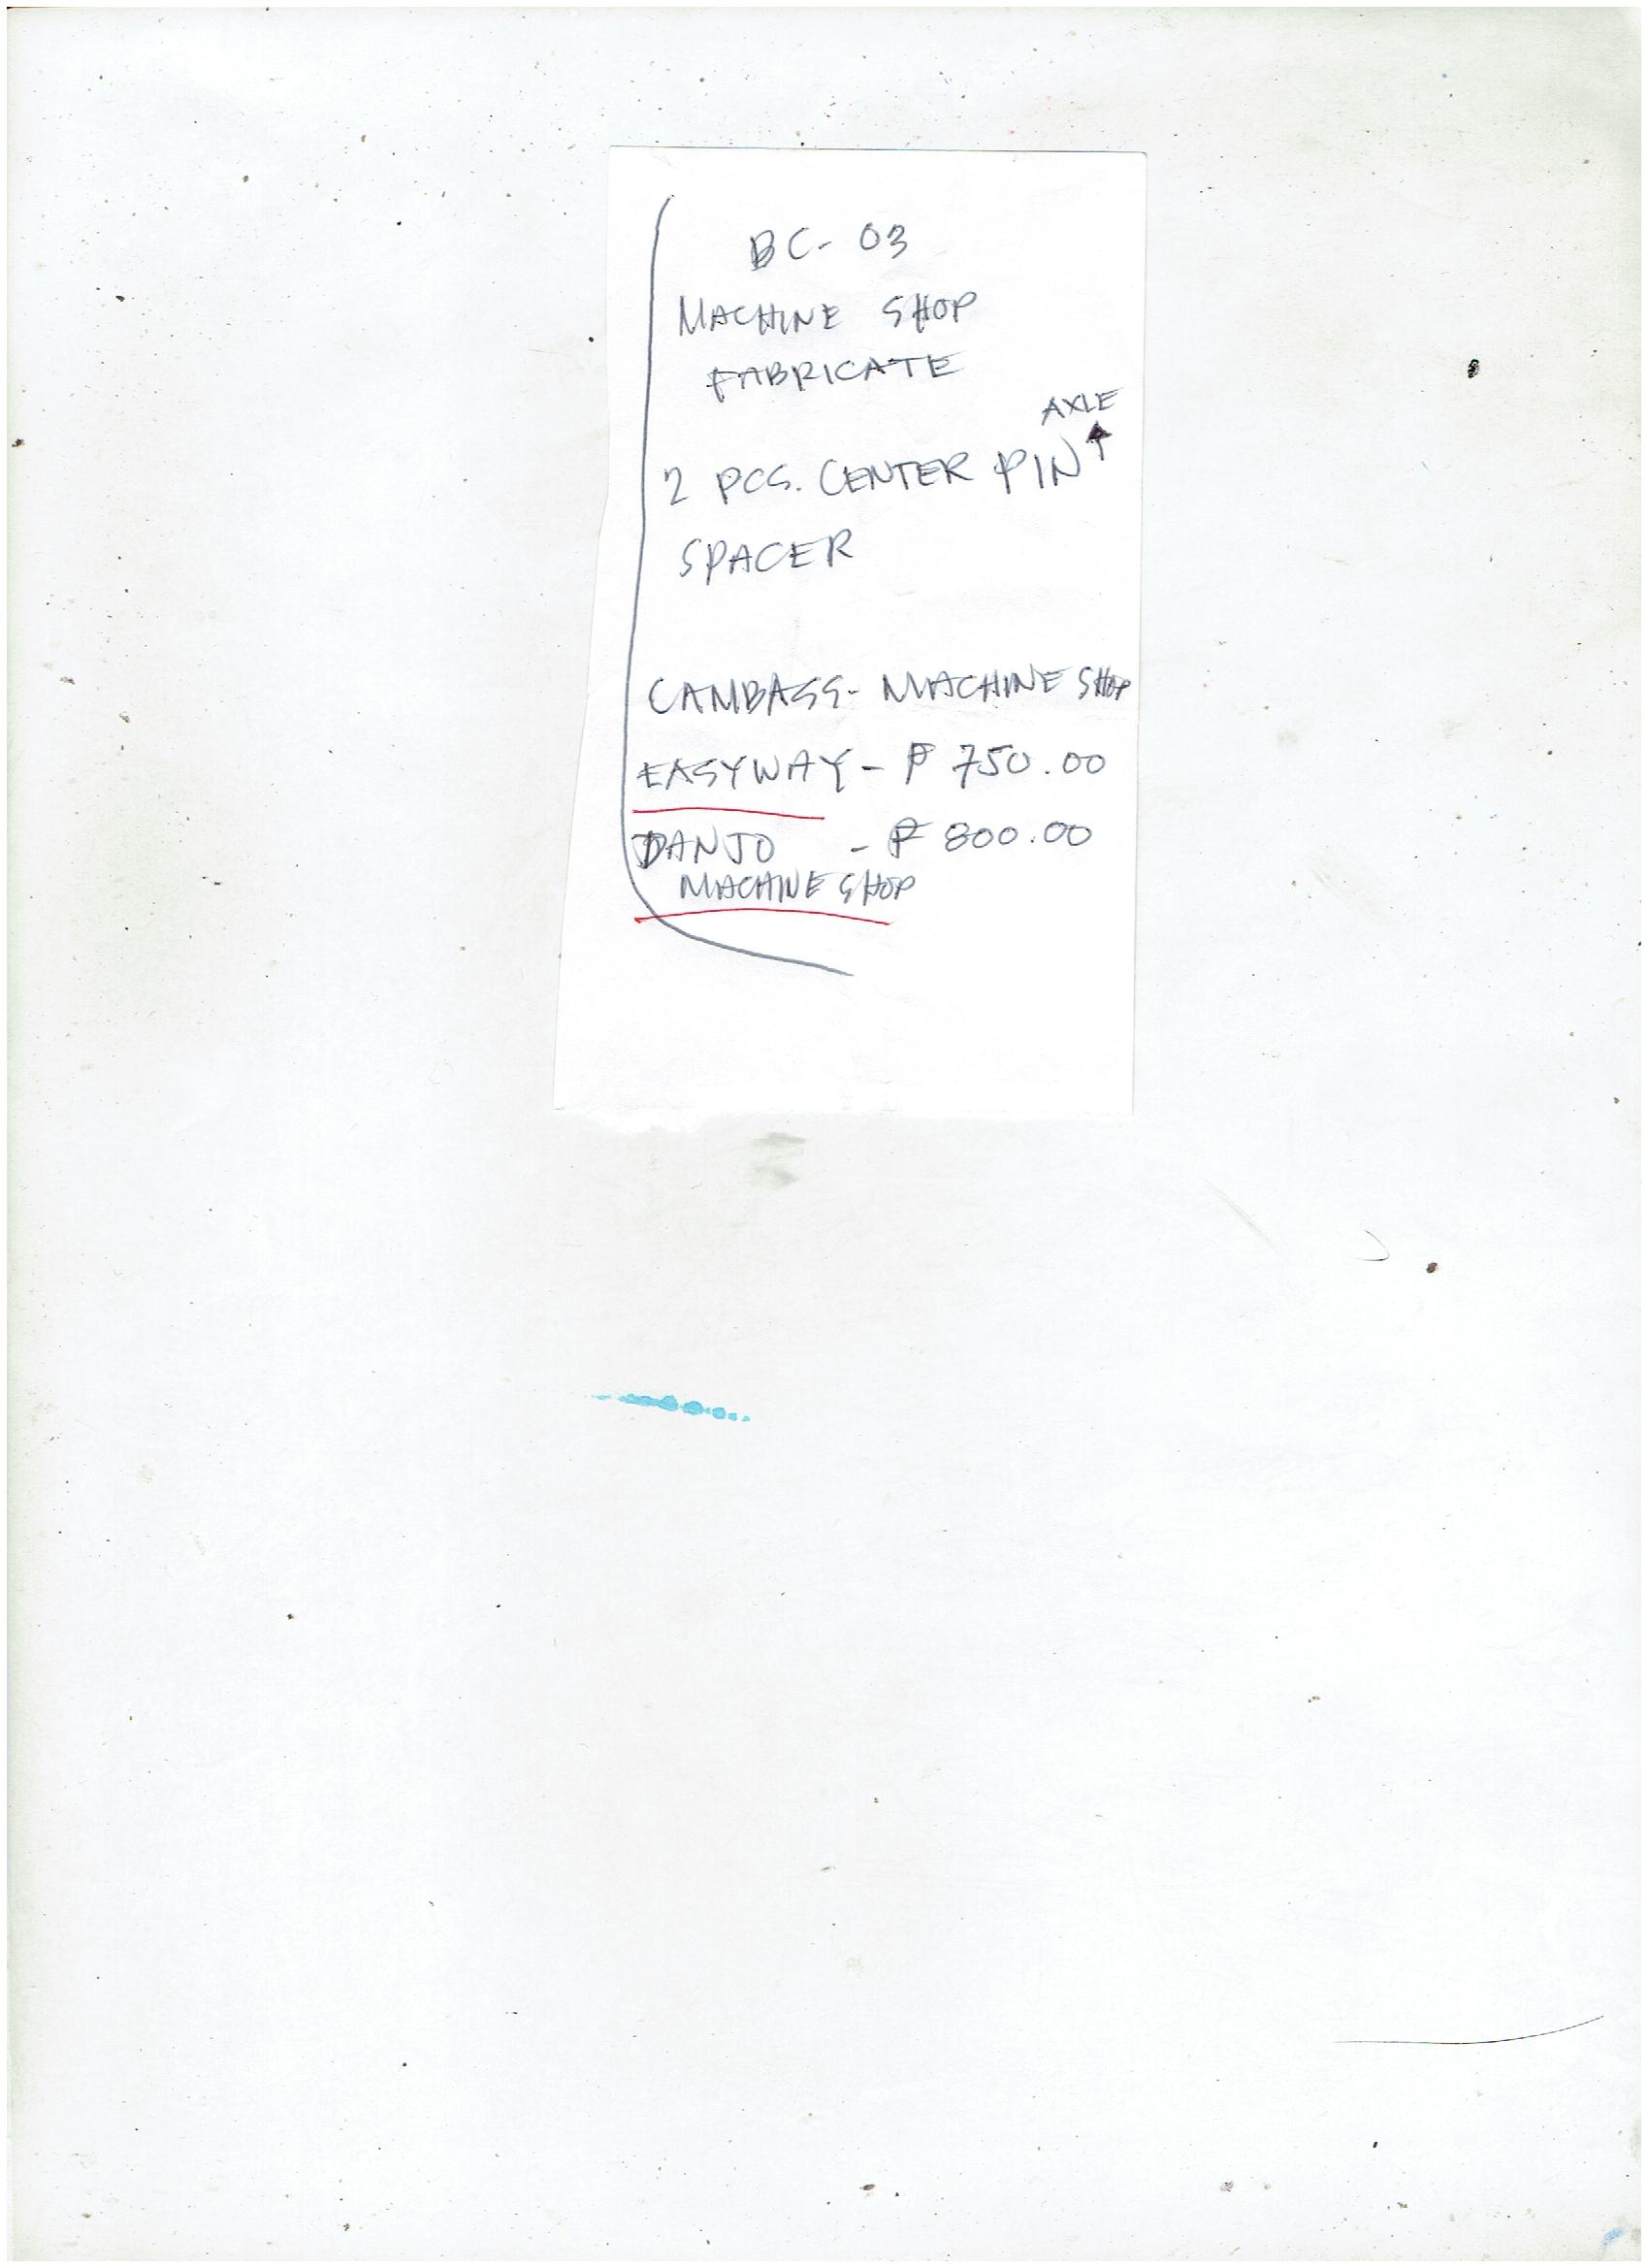 BC- 03
MACHINE SHOP
FABRICATE
AXLE
2 PCS. CENTER PIN ↑
SPACER
CAMBASS- MACHINE SHOP
EASYWAY - ₱ 750.00
DANJO - ₱ 800.00
MACHINE SHOP